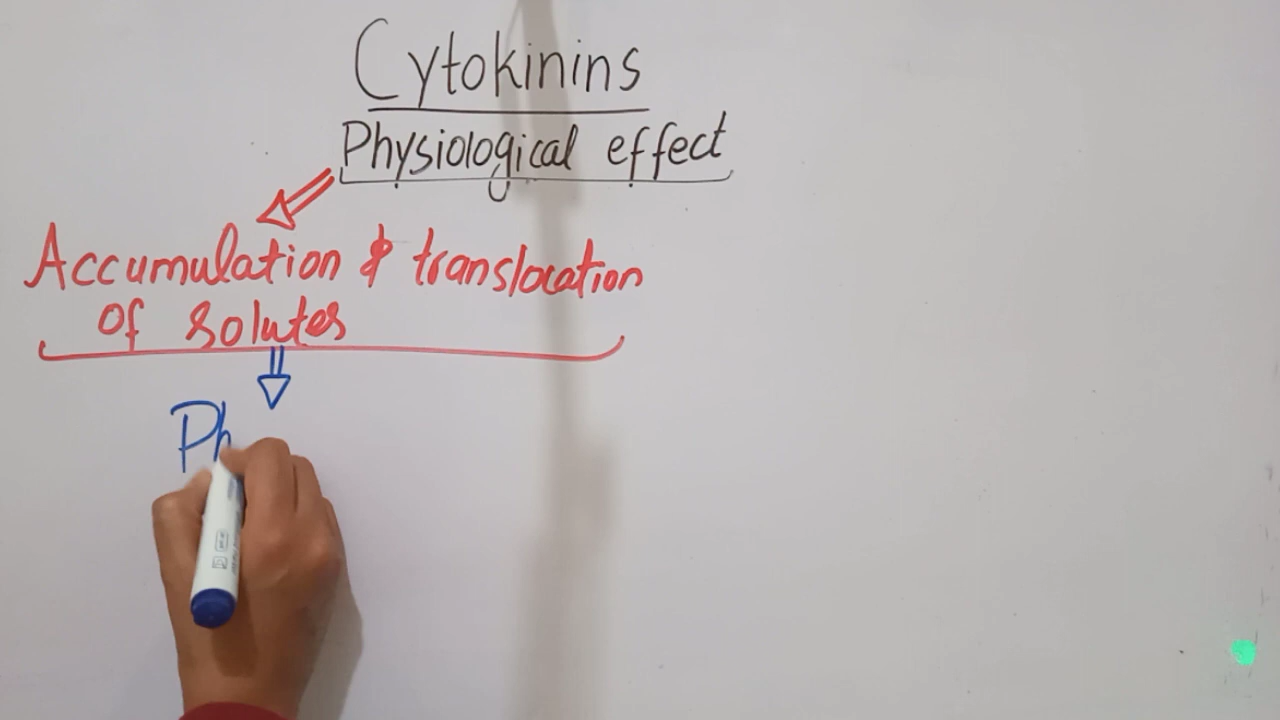 Cytokinins
Physiological effect
Accumulation & translocation
of solutes
Ph